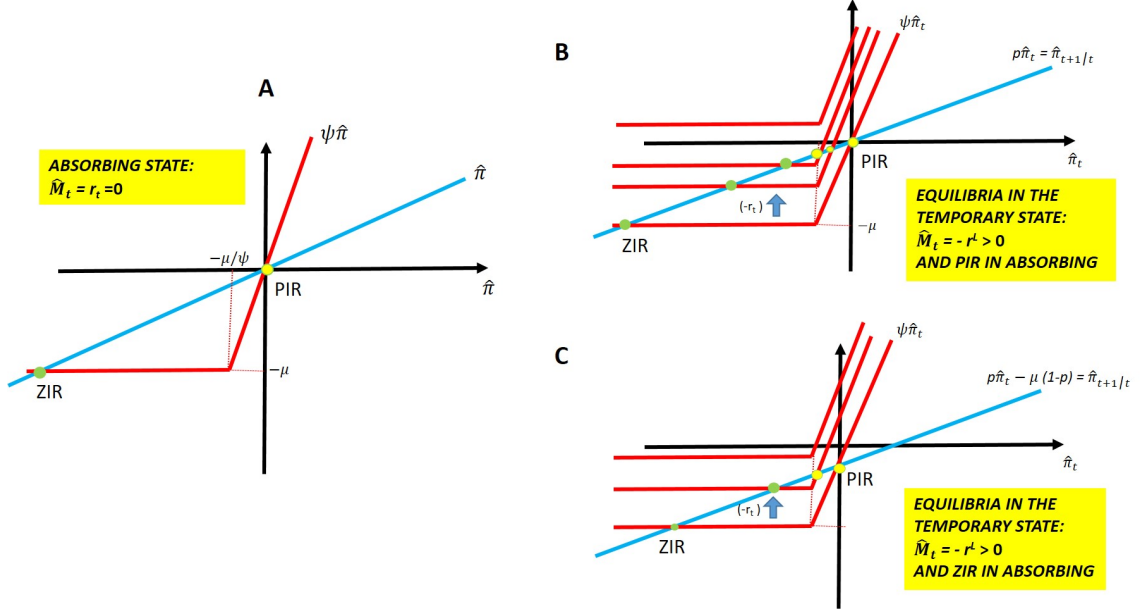 A
ABSORBING STATE:
M̂ₜ = rₜ =0
ψπ̂
π̂
−μ/ψ
PIR
π̂
−μ
ZIR
B
ψπ̂ₜ
pπ̂ₜ = π̂ₜ₊₁|ₜ
π̂ₜ
PIR
(-rₜ )
−μ
ZIR
EQUILIBRIA IN THE
TEMPORARY STATE:
M̂ₜ = - rᴸ > 0
AND PIR IN ABSORBING
C
ψπ̂ₜ
pπ̂ₜ − μ (1-p) = π̂ₜ₊₁|ₜ
π̂ₜ
PIR
(-rₜ )
ZIR
EQUILIBRIA IN THE
TEMPORARY STATE:
M̂ₜ = - rᴸ > 0
AND ZIR IN ABSORBING